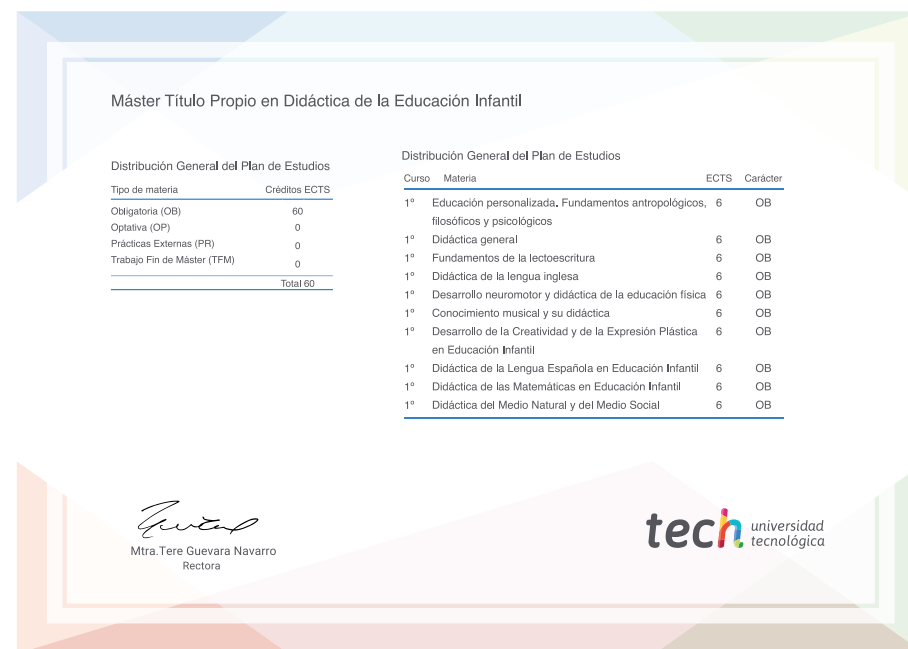 Máster Título Propio en Didáctica de la Educación Infantil
Distribución General del Plan de Estudios
Tipo de materia Créditos ECTS
Obligatoria (OB) 60
Optativa (OP) 0
Prácticas Externas (PR) 0
Trabajo Fin de Máster (TFM) 0
Total 60
Distribución General del Plan de Estudios
Curso Materia ECTS Carácter
1º Educación personalizada. Fundamentos antropológicos, 6 OB
filosóficos y psicológicos
1º Didáctica general 6 OB
1º Fundamentos de la lectoescritura 6 OB
1º Didáctica de la lengua inglesa 6 OB
1º Desarrollo neuromotor y didáctica de la educación física 6 OB
1º Conocimiento musical y su didáctica 6 OB
1º Desarrollo de la Creatividad y de la Expresión Plástica 6 OB
en Educación Infantil
1º Didáctica de la Lengua Española en Educación Infantil 6 OB
1º Didáctica de las Matemáticas en Educación Infantil 6 OB
1º Didáctica del Medio Natural y del Medio Social 6 OB
Mtra.Tere Guevara Navarro
Rectora
tech universidad
tecnológica